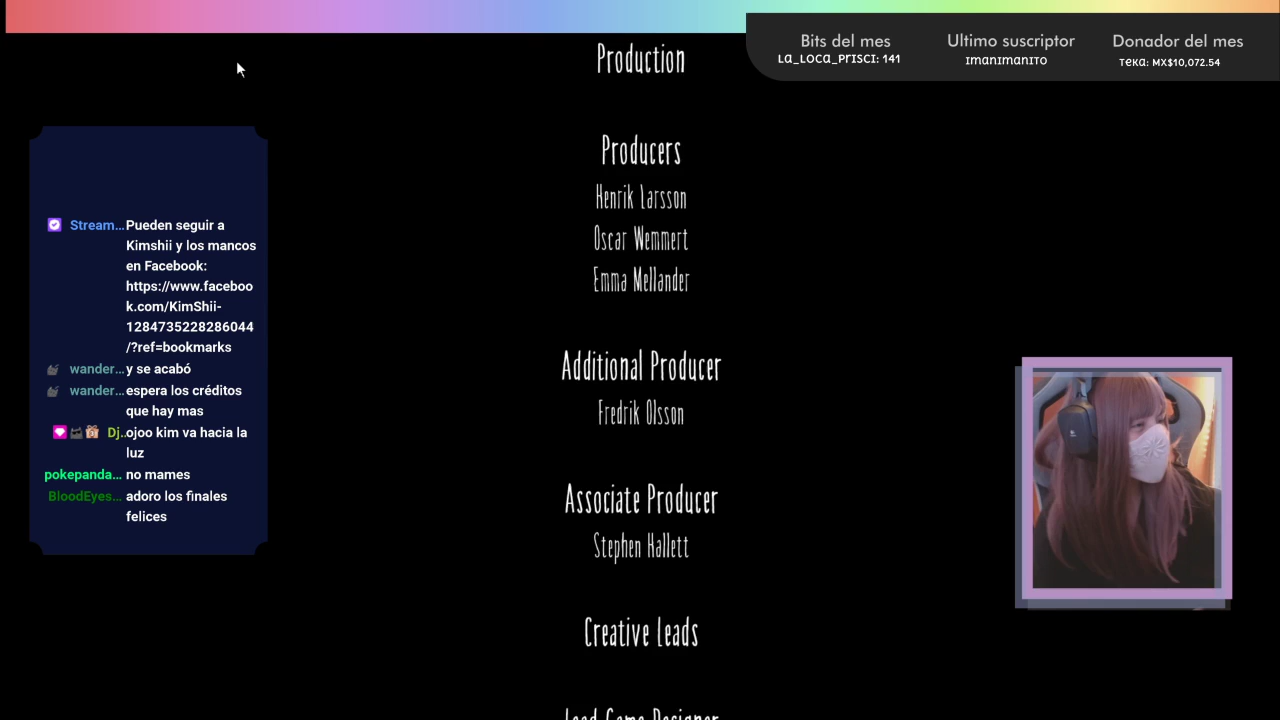 Production
Bits del mes
La_Loca_Prisci: 141
Ultimo suscriptor
imanimanito
Donador del mes
Teka: MX$10,072.54
Producers
Henrik Larsson
Oscar Wemmert
Emma Mellander
Additional Producer
Fredrik Olsson
Associate Producer
Stephen Hallett
Creative Leads
Lead Game Designer
Stream... Pueden seguir a
Kimshii y los mancos
en Facebook:
https://www.faceboo
k.com/KimShii-
1284735228286044
/?ref=bookmarks
wander... y se acabó
wander... espera los créditos
que hay mas
Dj... ojoo kim va hacia la
luz
pokepanda... no mames
BloodEyes... adoro los finales
felices